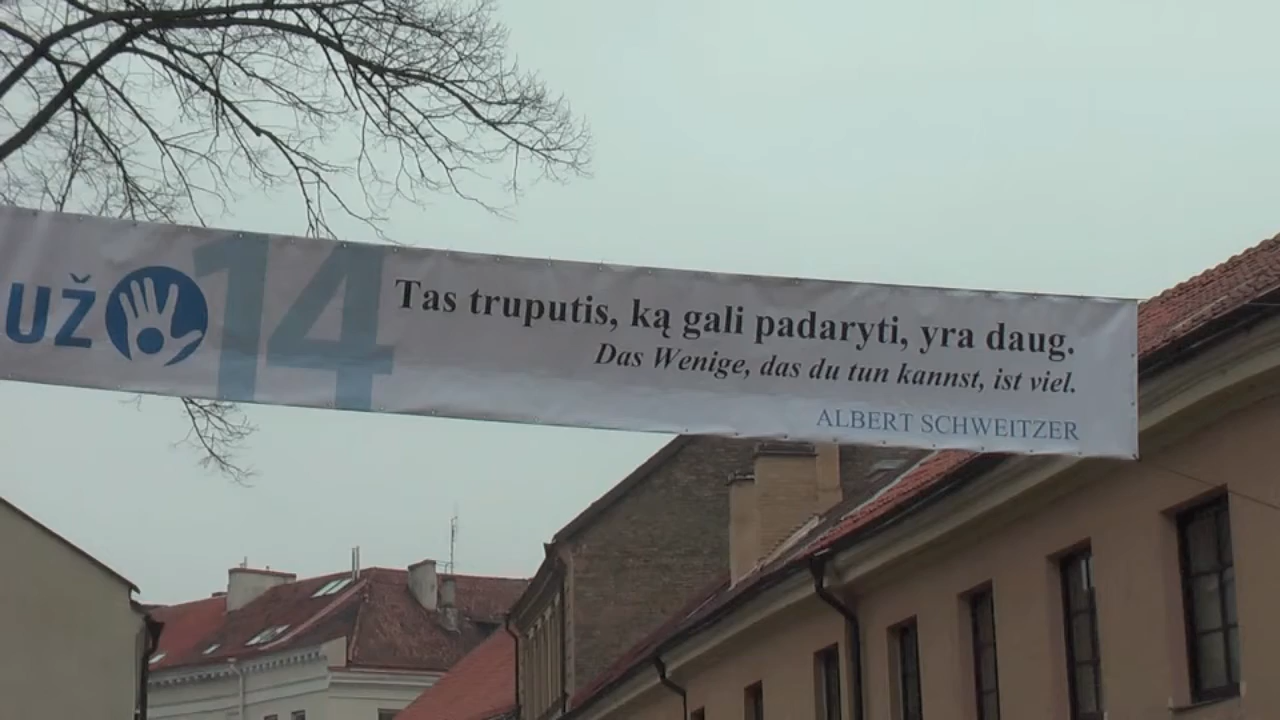 UŽ 14
Tas truputis, ką gali padaryti, yra daug.
Das Wenige, das du tun kannst, ist viel.
ALBERT SCHWEITZER